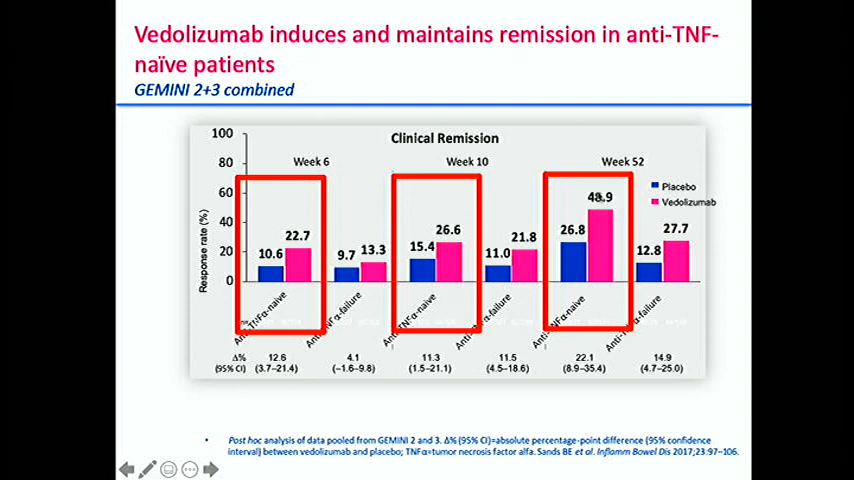 Vedolizumab induces and maintains remission in anti-TNF-
naïve patients
GEMINI 2+3 combined
Clinical Remission
Week 6
Week 10
Week 52
100
80
60
40
20
0
Response rate (%)
Placebo
Vedolizumab
10.6
22.7
9.7
13.3
15.4
26.6
11.0
21.8
26.8
48.9
12.8
27.7
Anti-TNFα-naive
Anti-TNFα-failure
Anti-TNFα-naive
Anti-TNFα-failure
Anti-TNFα-naive
Anti-TNFα-failure
Δ% 12.6 4.1 11.3 11.5 22.1 14.9
(95% CI) (3.7–21.4) (−1.6–9.8) (1.5–21.1) (4.5–18.6) (8.9–35.4) (4.7–25.0)
• Post hoc analysis of data pooled from GEMINI 2 and 3. Δ% (95% CI)=absolute percentage-point difference (95% confidence
interval) between vedolizumab and placebo; TNFα=tumor necrosis factor alfa. Sands BE et al. Inflamm Bowel Dis 2017;23:97–106.